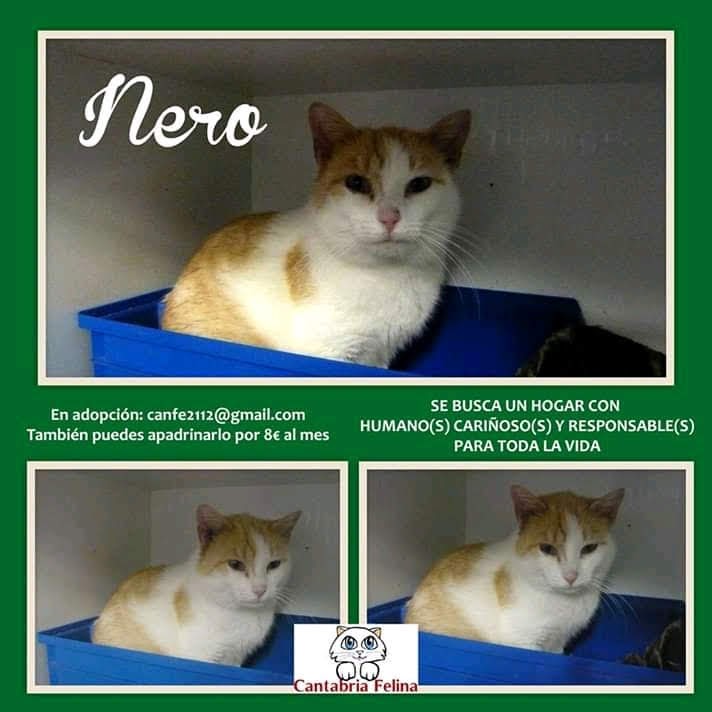 Nero
En adopción: canfe2112@gmail.com
También puedes apadrinarlo por 8€ al mes
SE BUSCA UN HOGAR CON
HUMANO(S) CARIÑOSO(S) Y RESPONSABLE(S)
PARA TODA LA VIDA
Cantabria Felina